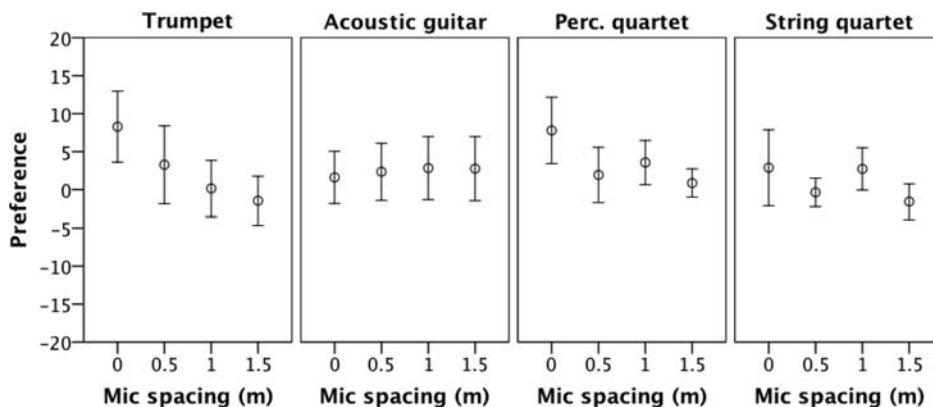 Trumpet Acoustic guitar Perc. quartet String quartet
Preference
20
15
10
5
0
−5
−10
−15
−20
0 0.5 1 1.5 0 0.5 1 1.5 0 0.5 1 1.5 0 0.5 1 1.5
Mic spacing (m) Mic spacing (m) Mic spacing (m) Mic spacing (m)